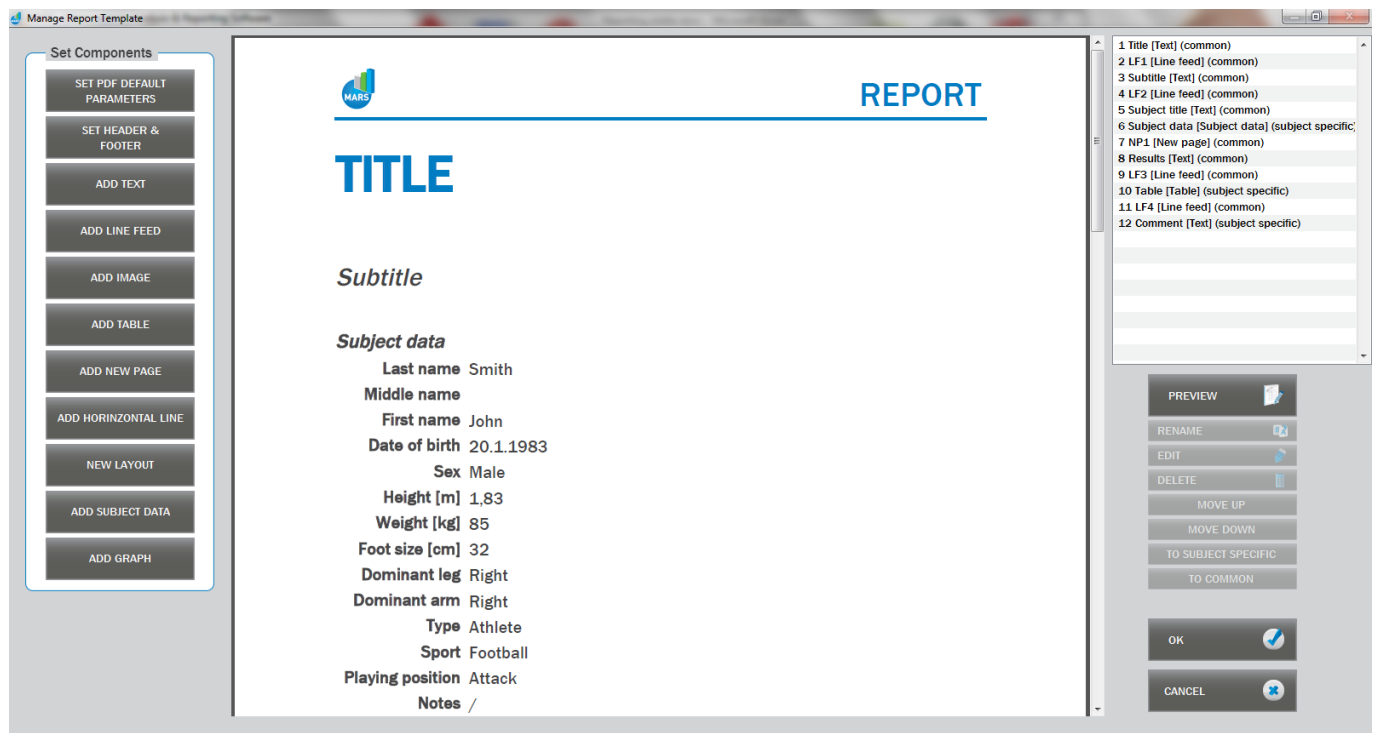 Manage Report Template
Set Components
SET PDF DEFAULT
PARAMETERS
SET HEADER &
FOOTER
ADD TEXT
ADD LINE FEED
ADD IMAGE
ADD TABLE
ADD NEW PAGE
ADD HORINZONTAL LINE
NEW LAYOUT
ADD SUBJECT DATA
ADD GRAPH
MARS
REPORT
TITLE
Subtitle
Subject data
Last name Smith
Middle name
First name John
Date of birth 20.1.1983
Sex Male
Height [m] 1,83
Weight [kg] 85
Foot size [cm] 32
Dominant leg Right
Dominant arm Right
Type Athlete
Sport Football
Playing position Attack
Notes /
1 Title [Text] (common)
2 LF1 [Line feed] (common)
3 Subtitle [Text] (common)
4 LF2 [Line feed] (common)
5 Subject title [Text] (common)
6 Subject data [Subject data] (subject specific)
7 NP1 [New page] (common)
8 Results [Text] (common)
9 LF3 [Line feed] (common)
10 Table [Table] (subject specific)
11 LF4 [Line feed] (common)
12 Comment [Text] (subject specific)
PREVIEW
RENAME
EDIT
DELETE
MOVE UP
MOVE DOWN
TO SUBJECT SPECIFIC
TO COMMON
OK
CANCEL